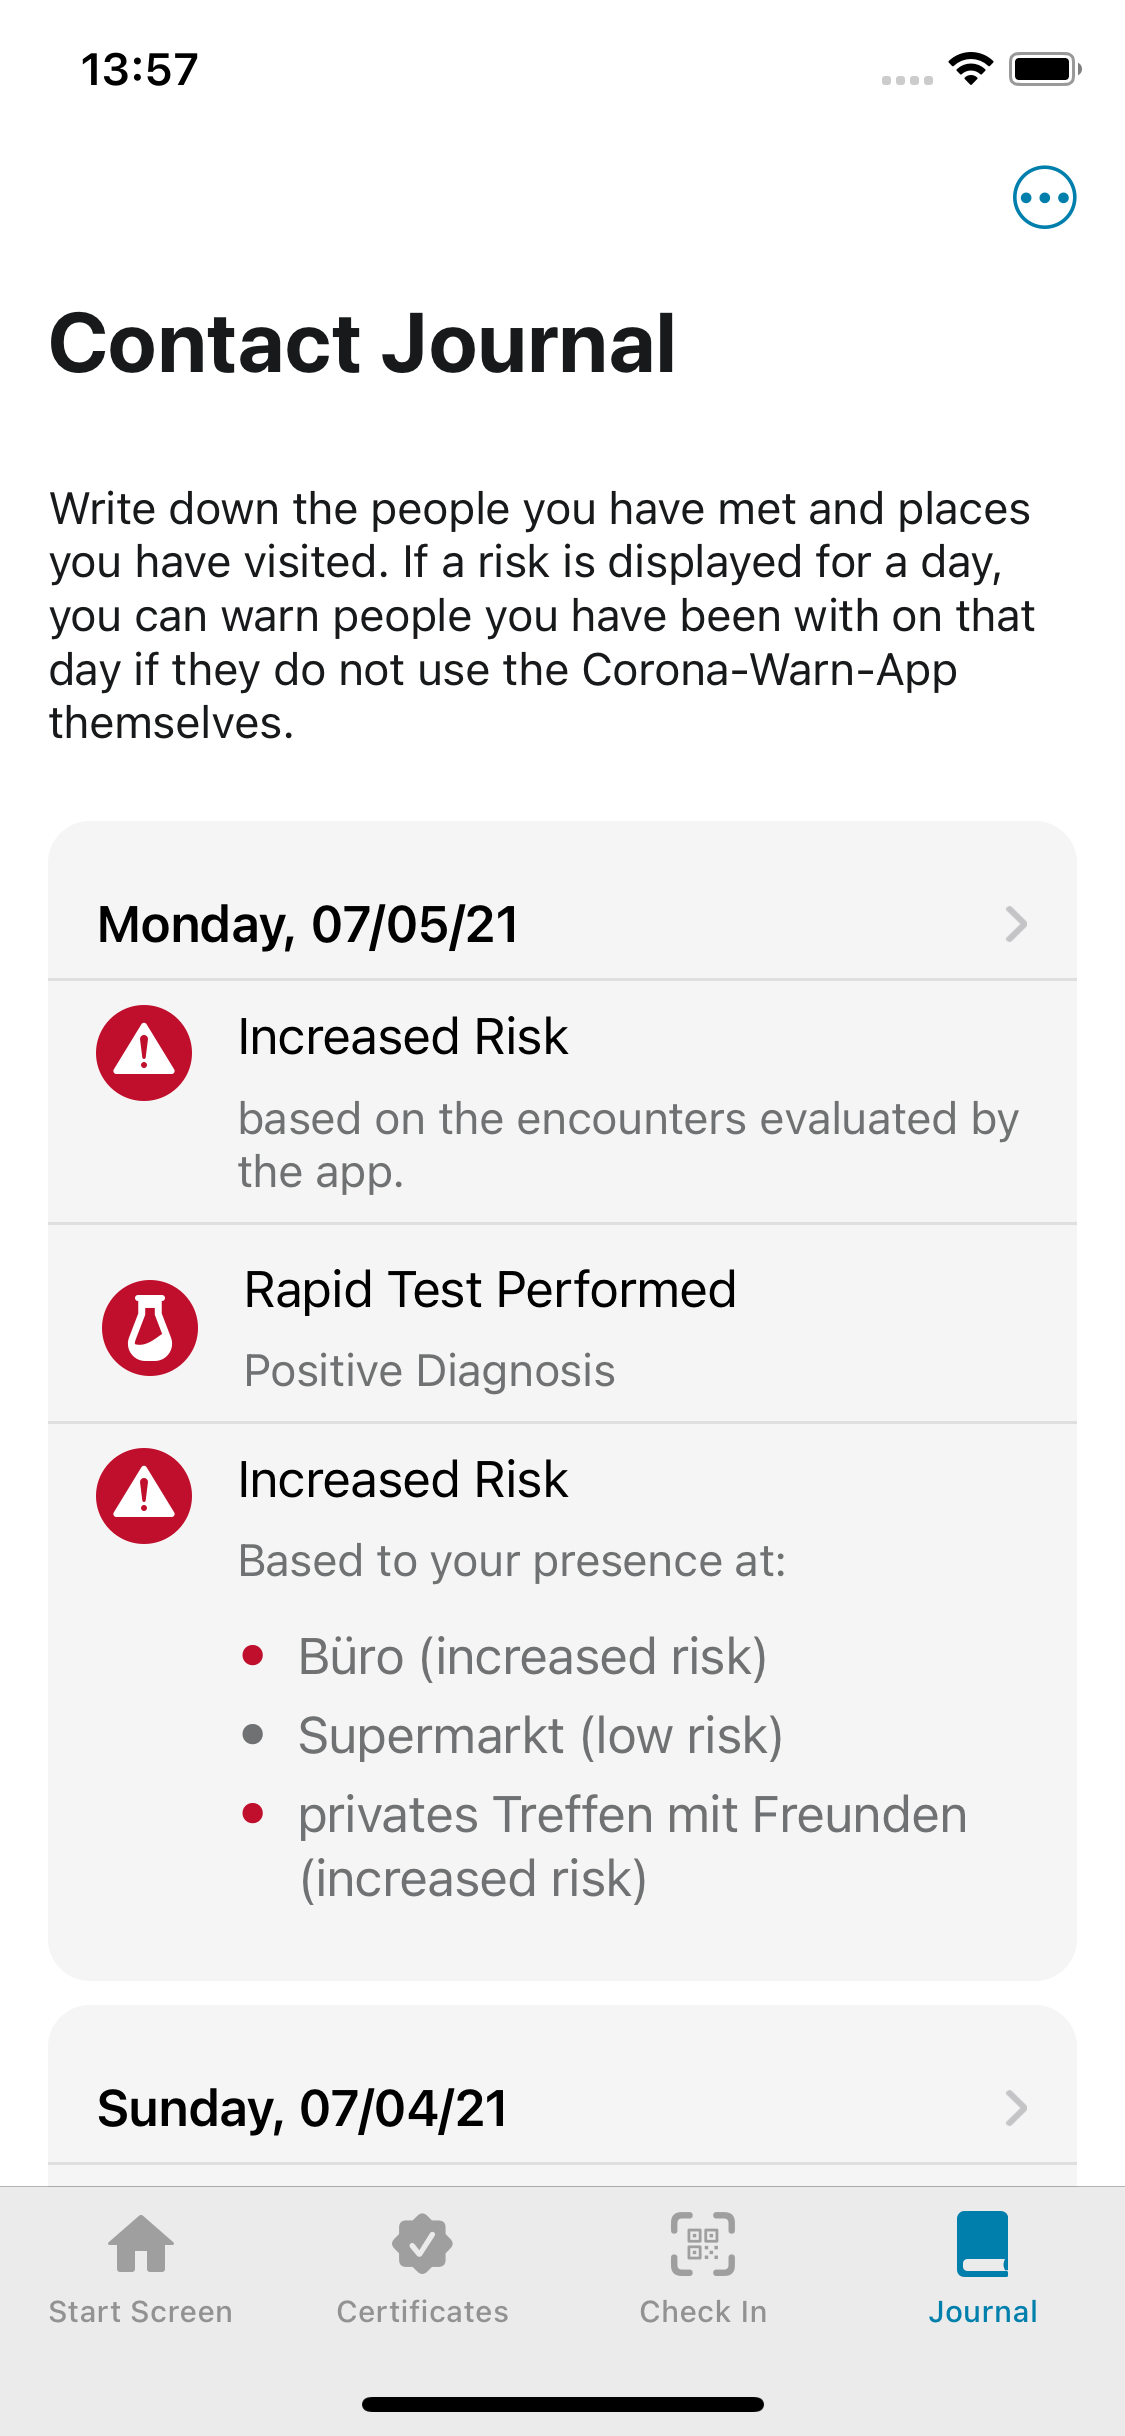 13:57
Contact Journal
Write down the people you have met and places
you have visited. If a risk is displayed for a day,
you can warn people you have been with on that
day if they do not use the Corona-Warn-App
themselves.
Monday, 07/05/21
Increased Risk
based on the encounters evaluated by
the app.
Rapid Test Performed
Positive Diagnosis
Increased Risk
Based to your presence at:
• Büro (increased risk)
• Supermarkt (low risk)
• privates Treffen mit Freunden
(increased risk)
Sunday, 07/04/21
Start Screen
Certificates
Check In
Journal